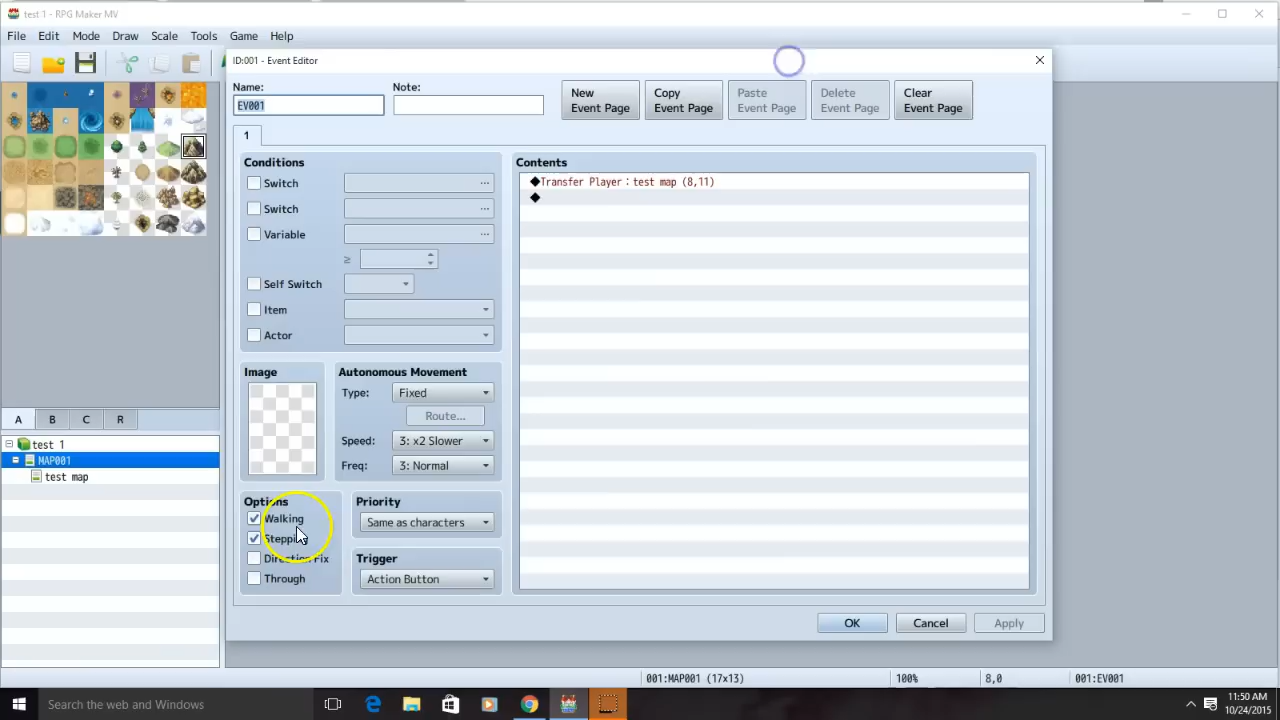 test 1 - RPG Maker MV
File Edit Mode Draw Scale Tools Game Help
ID:001 - Event Editor
Name: Note:
EV001
New Event Page
Copy Event Page
Paste Event Page
Delete Event Page
Clear Event Page
1
Conditions
Switch ...
Switch ...
Variable ...
≥
Self Switch
Item
Actor
Image
Autonomous Movement
Type: Fixed
Route...
Speed: 3: x2 Slower
Freq: 3: Normal
Options
Walking
Direction Fix
Through
Priority
Same as characters
Trigger
Action Button
Contents
◆Transfer Player：test map (8,11)
◆
OK Cancel Apply
A B C R
test 1
MAP001
test map
001:MAP001 (17x13) 100% 8,0 001:EV001
Search the web and Windows
11:50 AM
10/24/2015